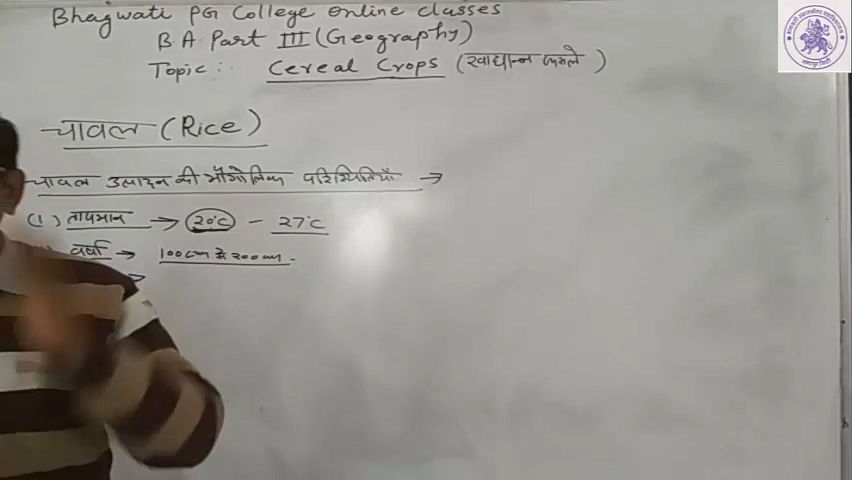 Bhagwati PG College online classes
B.A. Part III (Geography)
Topic:- Cereal Crops (खाद्यान्न फसलें)
चावल (Rice)
चावल उत्पादन की भौगोलिक परिस्थितियाँ →
(1) तापमान → 20°C - 27°C
वर्षा → 100cm से 200cm.